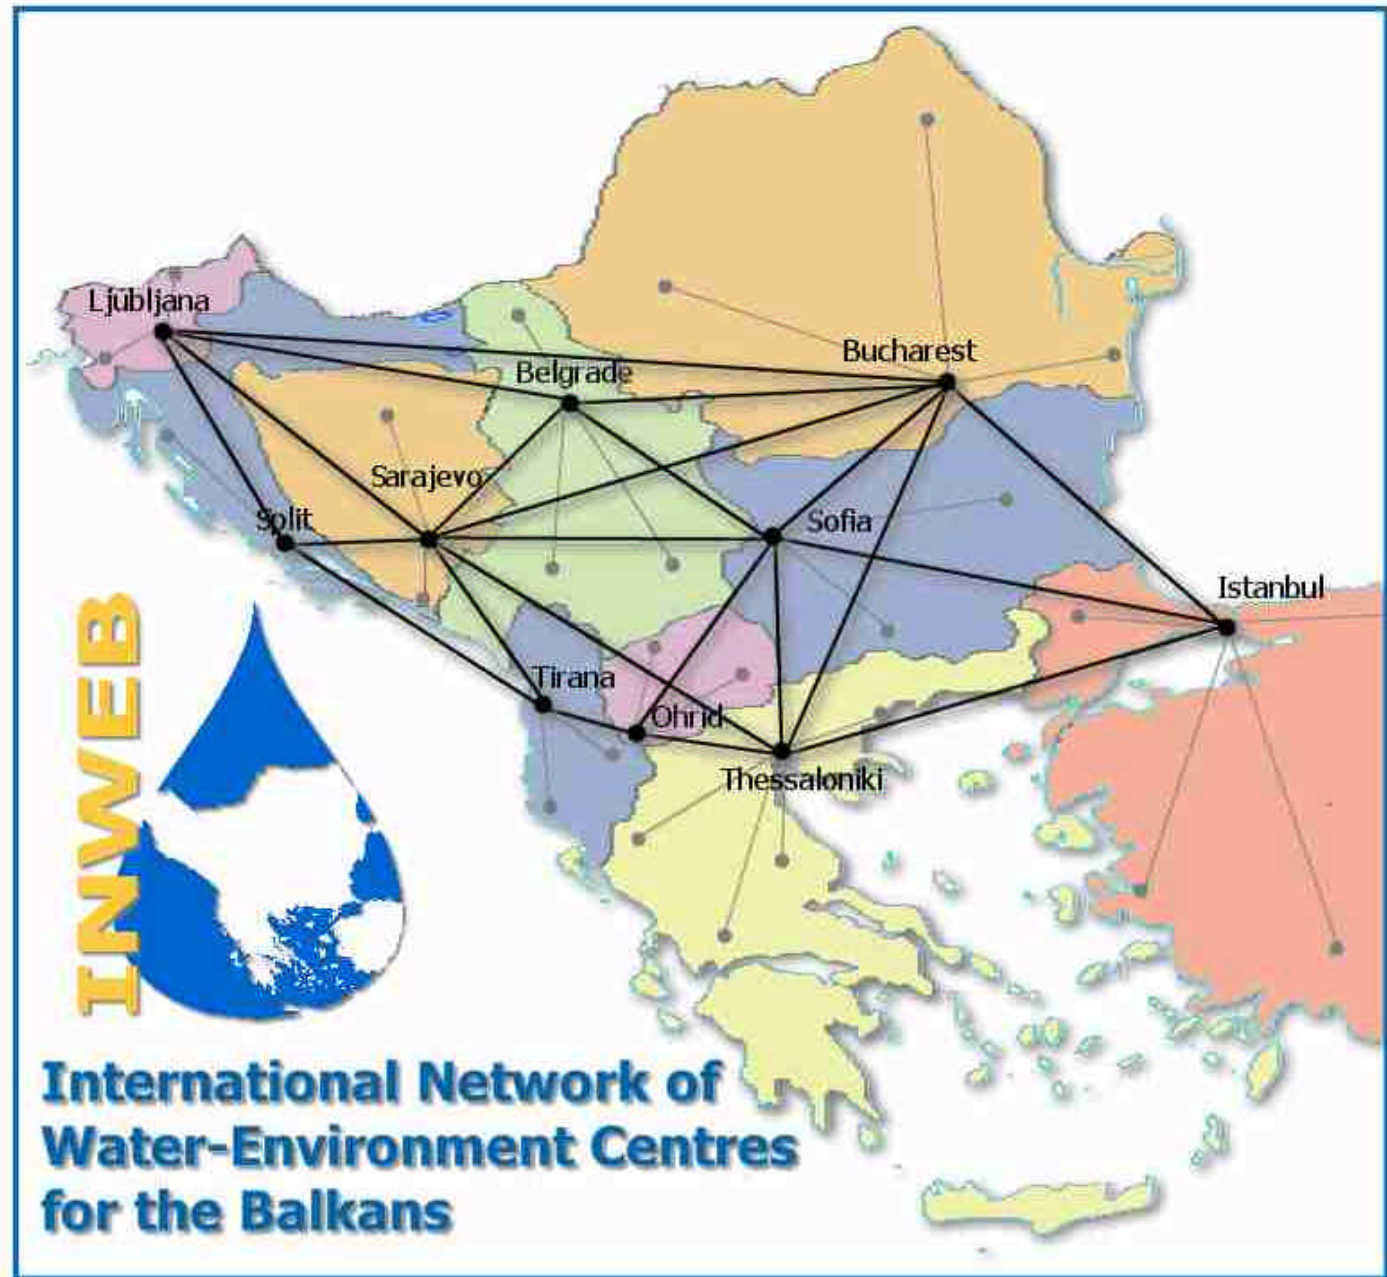 Ljubljana
Bucharest
Belgrade
Sarajevo
Split
Sofia
Istanbul
Tirana
Ohrid
Thessaloniki
INWEB
International Network of
Water-Environment Centres
for the Balkans